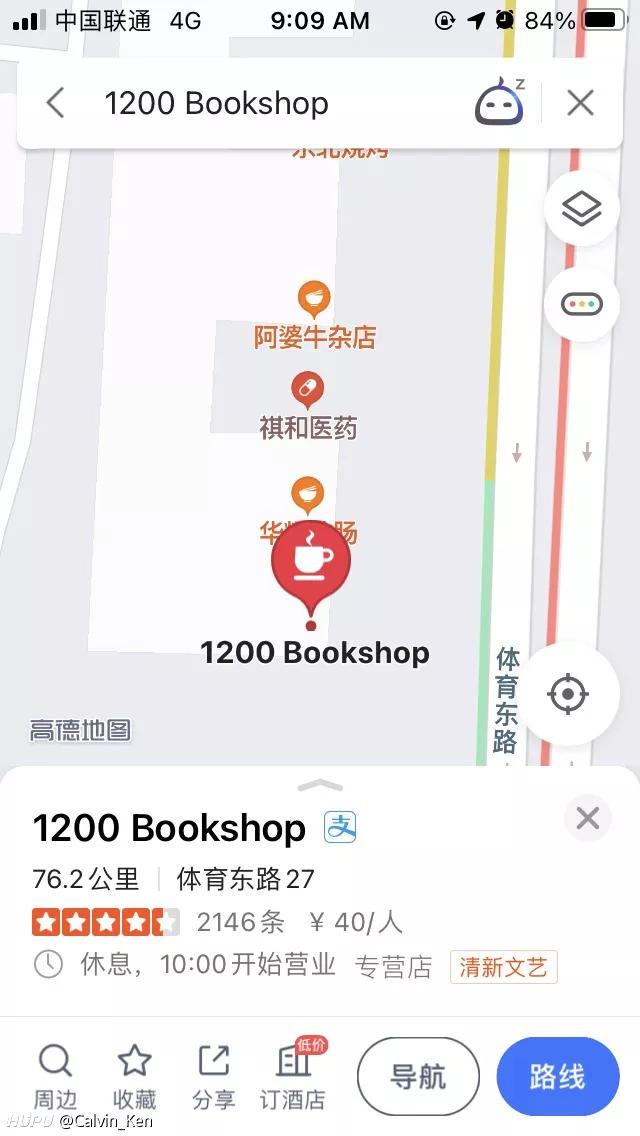 中国联通 4G 9:09 AM 84%
1200 Bookshop
z
东北烧烤
阿婆牛杂店
祺和医药
华 肠
1200 Bookshop
体育东路
高德地图
1200 Bookshop 支
76.2公里 体育东路27
2146条 ¥ 40/人
休息，10:00开始营业 专营店 清新文艺
低价
周边 收藏 分享 订酒店 导航 路线
HUPU @Calvin_Ken